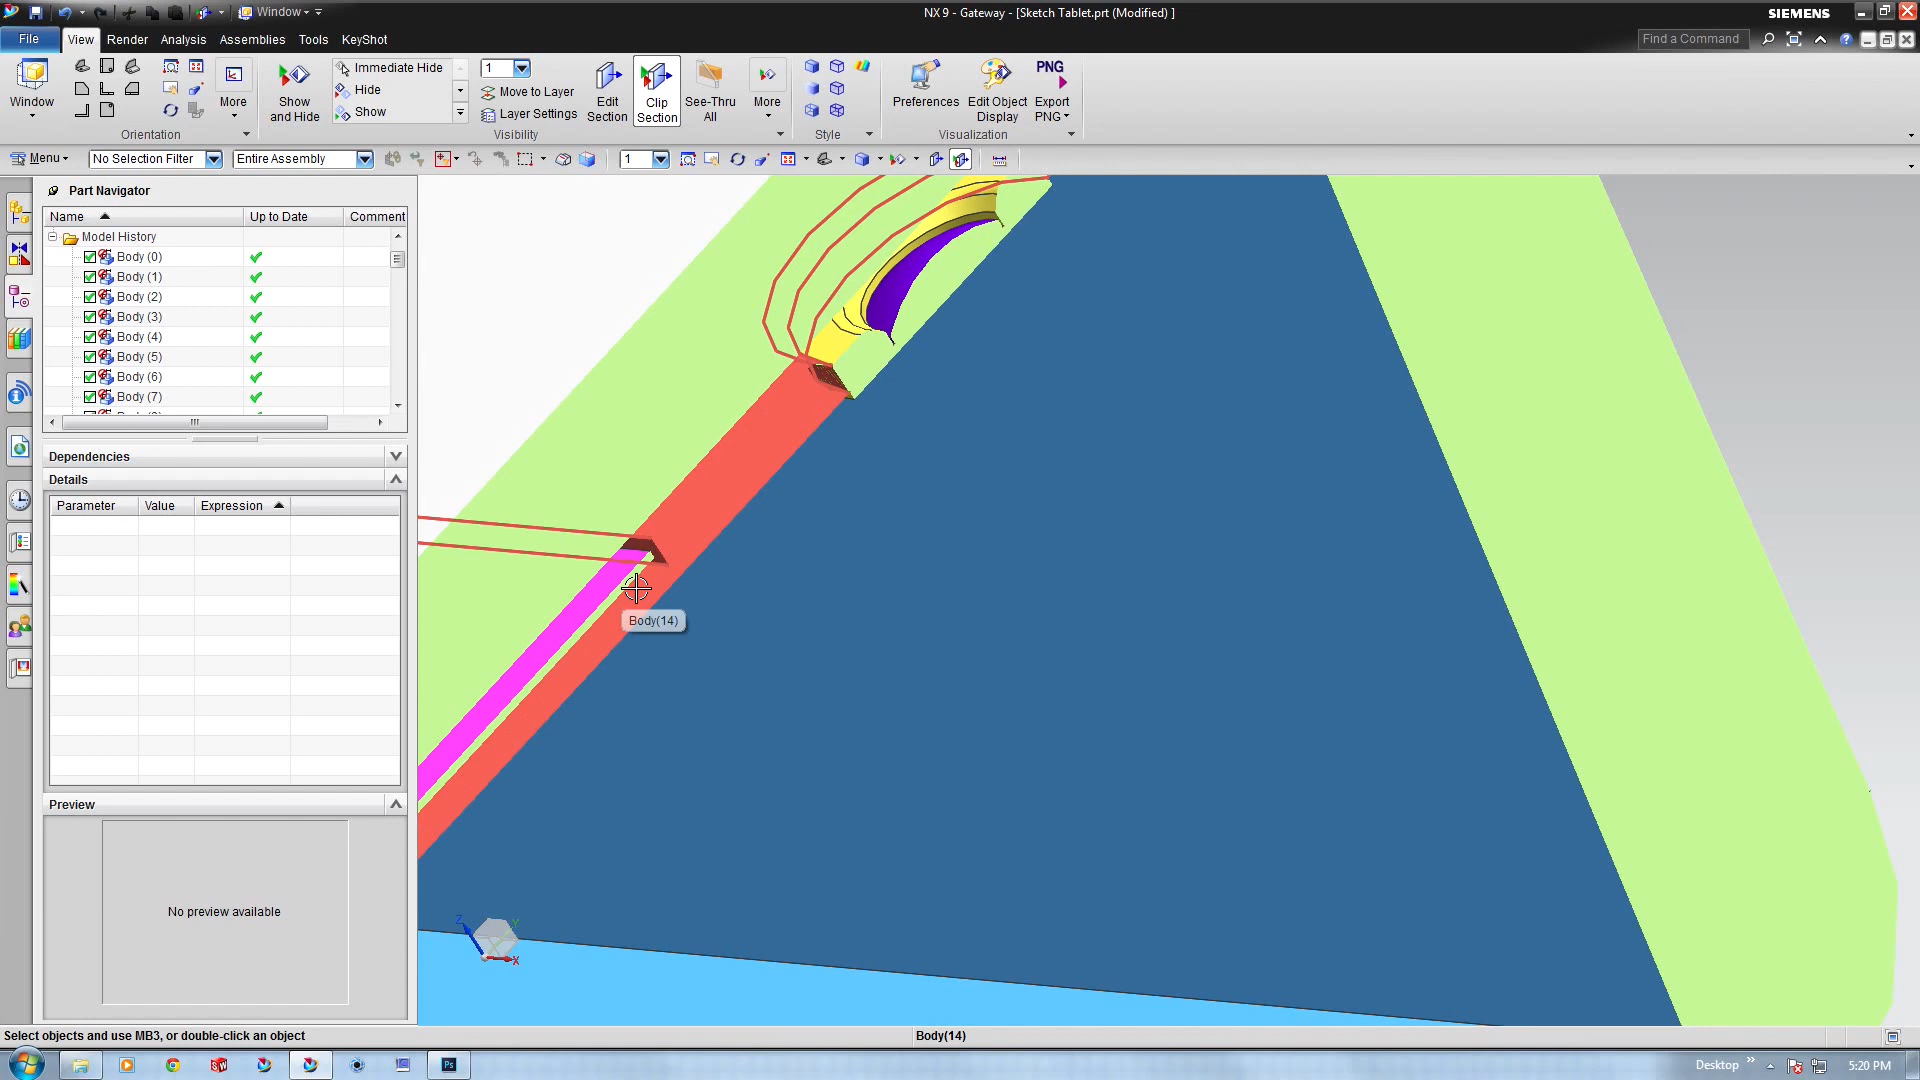 Window
NX 9 - Gateway - [Sketch Tablet.prt (Modified) ]
SIEMENS
File View Render Analysis Assemblies Tools KeyShot
Find a Command
Window
More
Orientation
Show and Hide
Immediate Hide
Hide
Show
1
Move to Layer
Layer Settings
Visibility
Edit Section
Clip Section
See-Thru All
More
Style
Preferences
Edit Object Display
PNG
Export PNG
Visualization
Menu
No Selection Filter
Entire Assembly
1
Part Navigator
Name Up to Date Comment
Model History
Body (0)
Body (1)
Body (2)
Body (3)
Body (4)
Body (5)
Body (6)
Body (7)
Dependencies
Details
Parameter Value Expression
Preview
No preview available
Body(14)
Z
Y
X
Select objects and use MB3, or double-click an object
Body(14)
SW
Ps
Desktop
5:20 PM